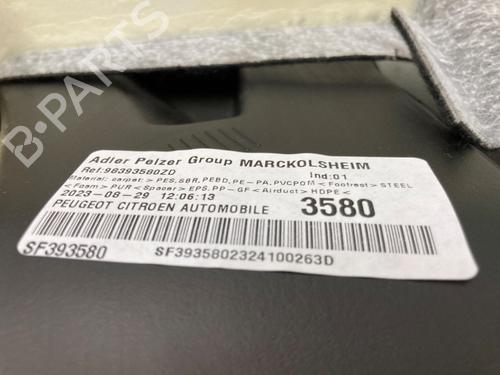 B-PARTS
Adler Pelzer Group MARCKOLSHEIM
Ref:98393580ZD Ind:01
Material: carpet:> PES,SBR,PEBD,PE-PA,PVCPOM<Footrest> STEEL
<Foam> PUR<Spacer> EPS,PP-GF<Airduct> HDPE<
2023-08-29 12:06:13
PEUGEOT CITROEN AUTOMOBILE 3580
SF393580 SF3935802324100263D